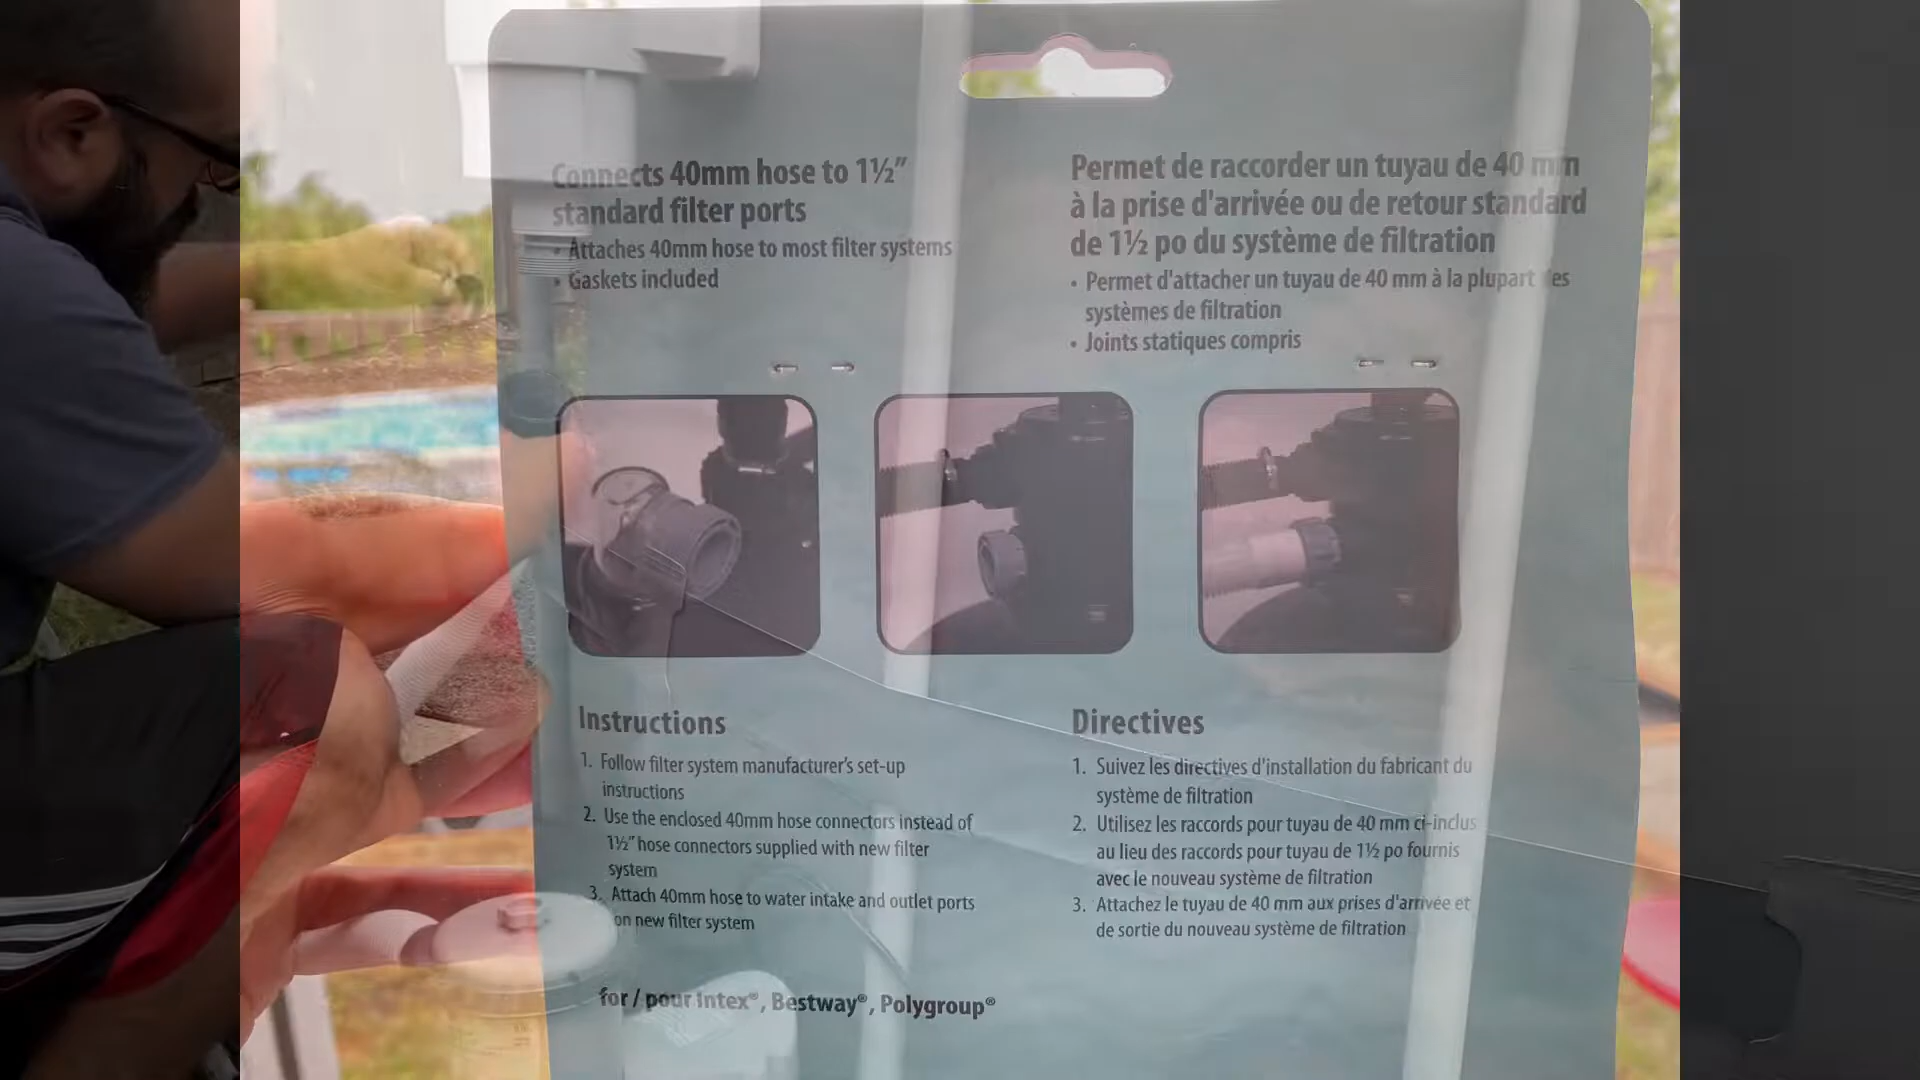 Connects 40mm hose to 1½"
standard filter ports
• Attaches 40mm hose to most filter systems
• Gaskets included
Permet de raccorder un tuyau de 40 mm
à la prise d'arrivée ou de retour standard
de 1½ po du système de filtration
• Permet d'attacher un tuyau de 40 mm à la plupart des
systèmes de filtration
• Joints statiques compris
Instructions
1. Follow filter system manufacturer's set-up
instructions
2. Use the enclosed 40mm hose connectors instead of
1½" hose connectors supplied with new filter
system
3. Attach 40mm hose to water intake and outlet ports
on new filter system
Directives
1. Suivez les directives d'installation du fabricant du
système de filtration
2. Utilisez les raccords pour tuyau de 40 mm ci-inclus
au lieu des raccords pour tuyau de 1½ po fournis
avec le nouveau système de filtration
3. Attachez le tuyau de 40 mm aux prises d'arrivée et
de sortie du nouveau système de filtration
for / pour Intex®, Bestway®, Polygroup®